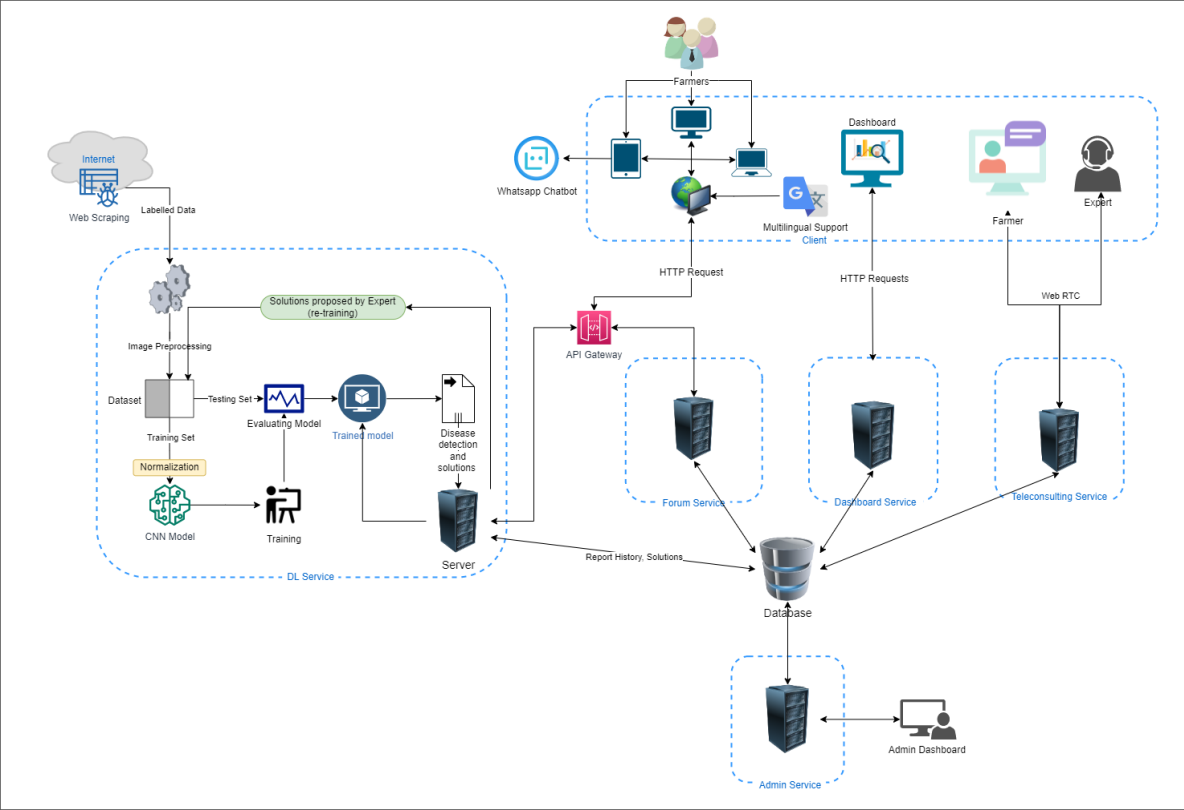 Farmers
Internet
Web Scraping
Labelled Data
Whatsapp Chatbot
Dashboard
G
文
Multilingual Support
Client
Farmer
Expert
HTTP Request
HTTP Requests
Web RTC
API Gateway
Solutions proposed by Expert
(re-training)
Image Preprocessing
Dataset
Testing Set
Evaluating Model
Trained model
Training Set
Normalization
CNN Model
Training
Disease
detection
and
solutions
Server
DL Service
Forum Service
Dashboard Service
Teleconsulting Service
Report History, Solutions
Database
Admin Service
Admin Dashboard